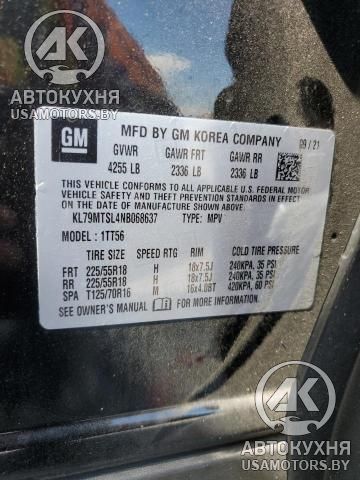 AK
АВТОКУХНЯ
USAMOTORS.BY
GM
MFD BY GM KOREA COMPANY
09 / 21
GVWR GAWR FRT GAWR RR
4255 LB 2336 LB 2336 LB
THIS VEHICLE CONFORMS TO ALL APPLICABLE U.S. FEDERAL MOTOR
VEHICLE SAFETY, BUMPER, AND THEFT PREVENTION STANDARDS IN
EFFECT ON THE DATE OF MANUFACTURE SHOWN ABOVE.
KL79MTSL4NB068637 TYPE: MPV
MODEL : 1TT56
TIRE SIZE SPEED RTG RIM COLD TIRE PRESSURE
FRT 225/55R18 H 18x7.5J 240KPA, 35 PSI
RR 225/55R18 H 18x7.5J 240KPA, 35 PSI
SPA T125/70R16 M 16x4.0BT 420KPA, 60 PSI
SEE OWNER'S MANUAL FOR MORE INFORMATION
AK
АВТОКУХНЯ
USAMOTORS.BY